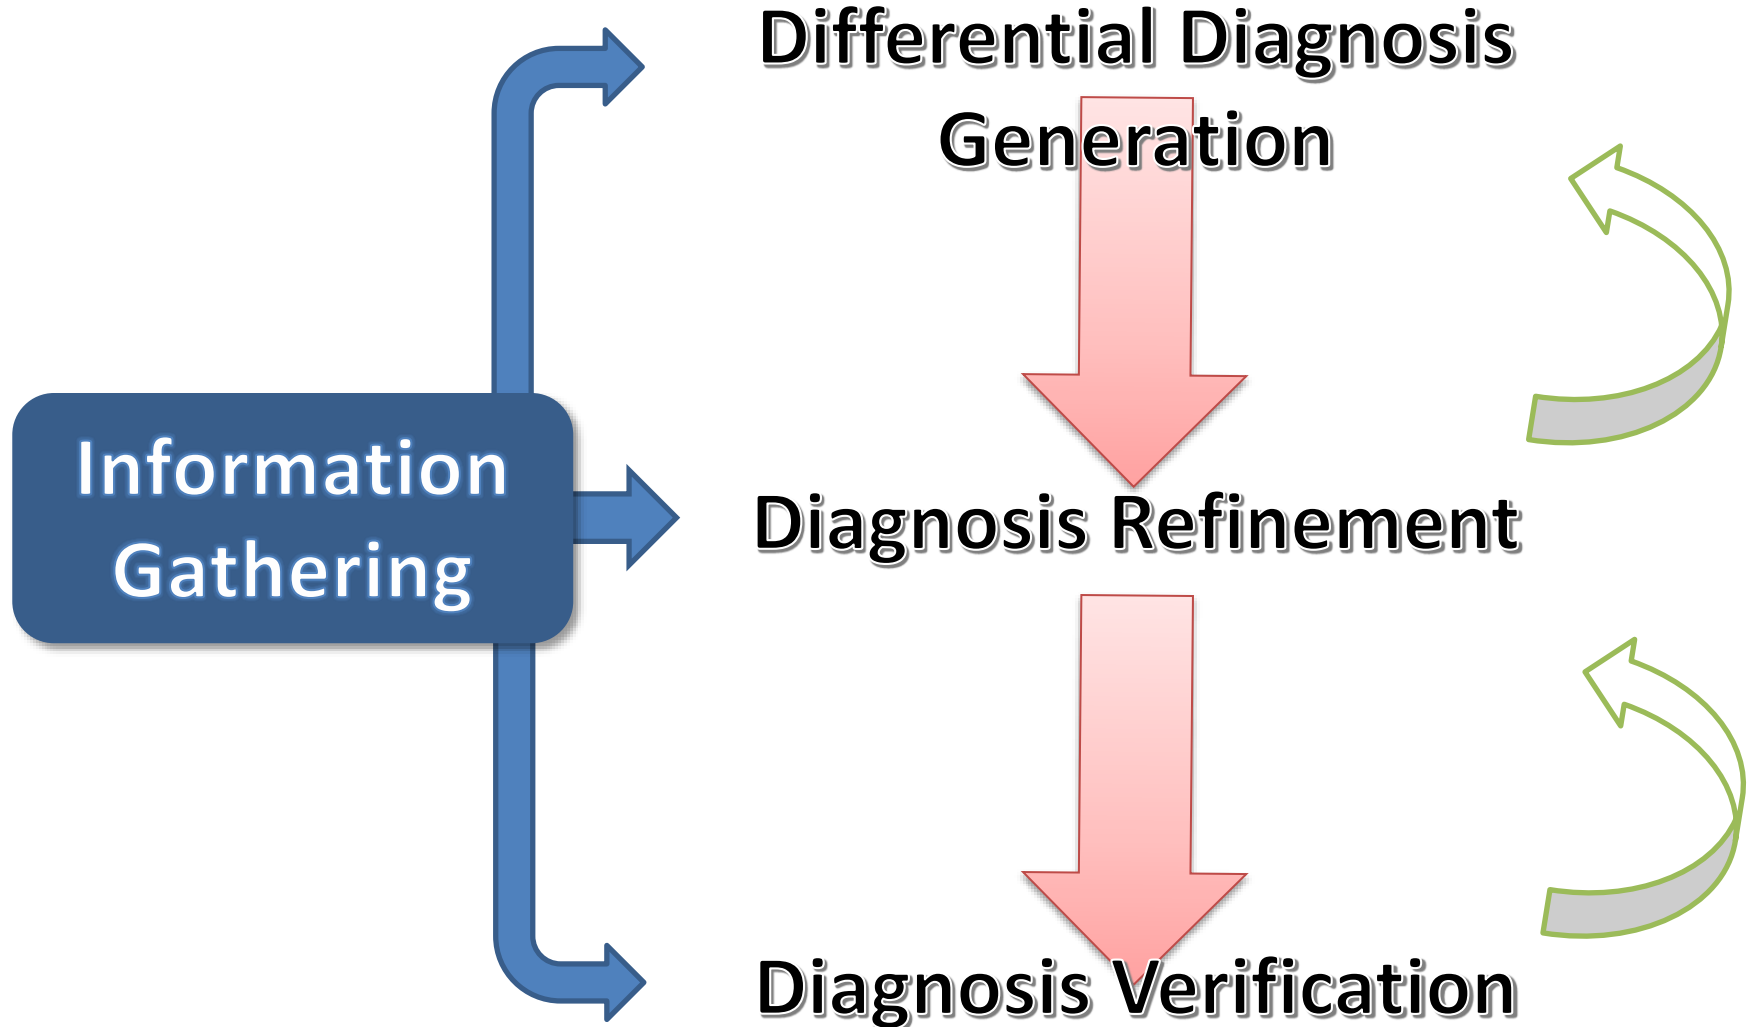 Differential Diagnosis
Generation
Information
Gathering
Diagnosis Refinement
Diagnosis Verification